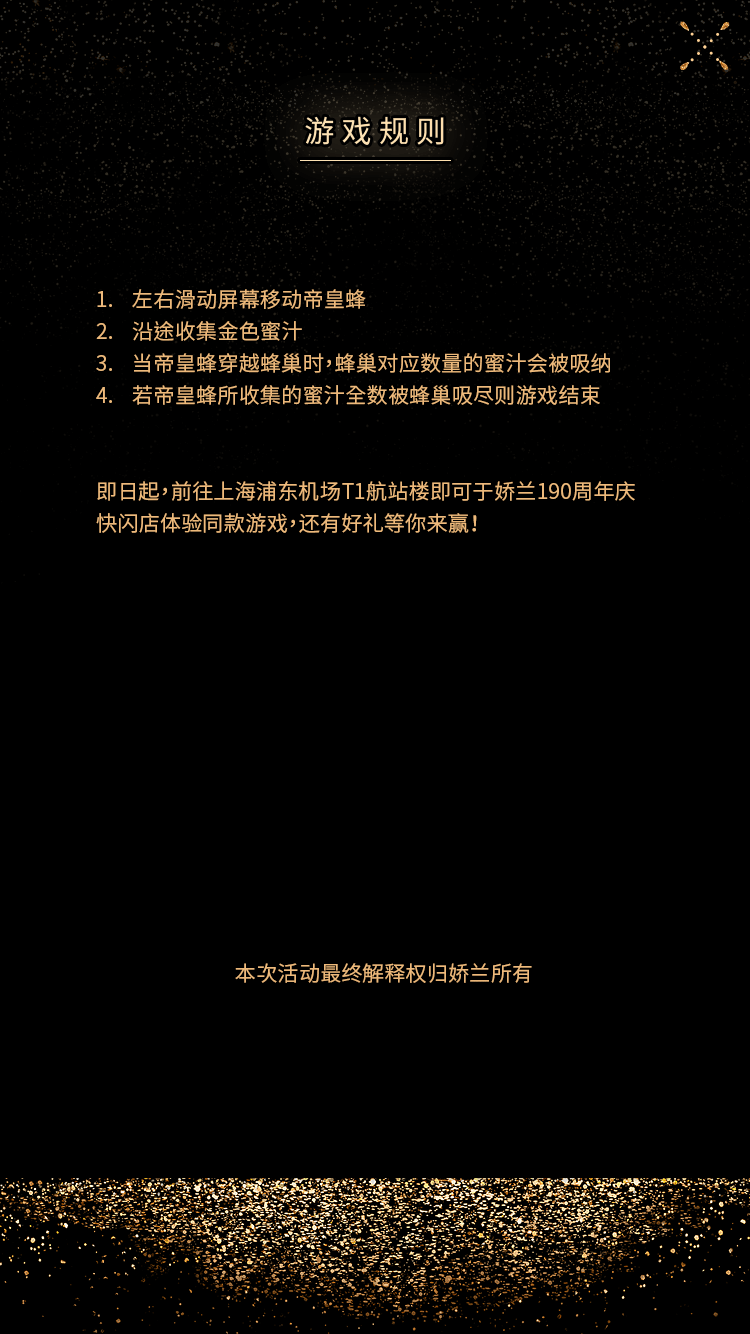 游戏规则
1. 左右滑动屏幕移动帝皇蜂
2. 沿途收集金色蜜汁
3. 当帝皇蜂穿越蜂巢时，蜂巢对应数量的蜜汁会被吸纳
4. 若帝皇蜂所收集的蜜汁全数被蜂巢吸尽则游戏结束
即日起，前往上海浦东机场T1航站楼即可于娇兰190周年庆
快闪店体验同款游戏，还有好礼等你来赢！
本次活动最终解释权归娇兰所有